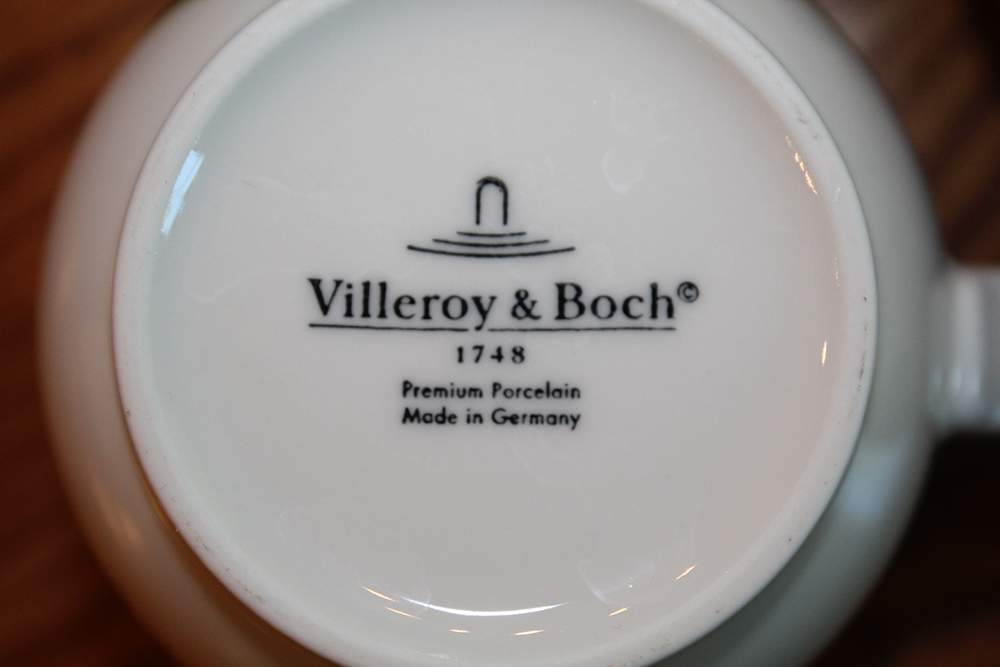 Villeroy & Boch©
1748
Premium Porcelain
Made in Germany